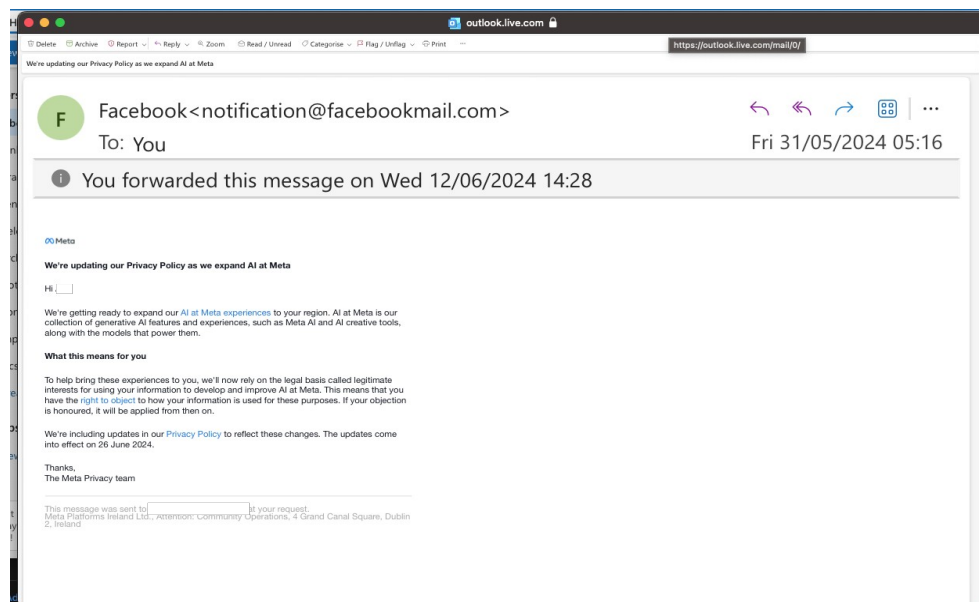 outlook.live.com
Delete Archive Report Reply Zoom Read / Unread Categorise Flag / Unflag Print ...
https://outlook.live.com/mail/0/
We're updating our Privacy Policy as we expand AI at Meta
F
Facebook<notification@facebookmail.com>
To: You
Fri 31/05/2024 05:16
You forwarded this message on Wed 12/06/2024 14:28
Meta
We're updating our Privacy Policy as we expand AI at Meta
Hi
We're getting ready to expand our AI at Meta experiences to your region. AI at Meta is our
collection of generative AI features and experiences, such as Meta AI and AI creative tools,
along with the models that power them.
What this means for you
To help bring these experiences to you, we'll now rely on the legal basis called legitimate
interests for using your information to develop and improve AI at Meta. This means that you
have the right to object to how your information is used for these purposes. If your objection
is honoured, it will be applied from then on.
We're including updates in our Privacy Policy to reflect these changes. The updates come
into effect on 26 June 2024.
Thanks,
The Meta Privacy team
This message was sent to at your request.
Meta Platforms Ireland Ltd., Attention: Community Operations, 4 Grand Canal Square, Dublin
2, Ireland